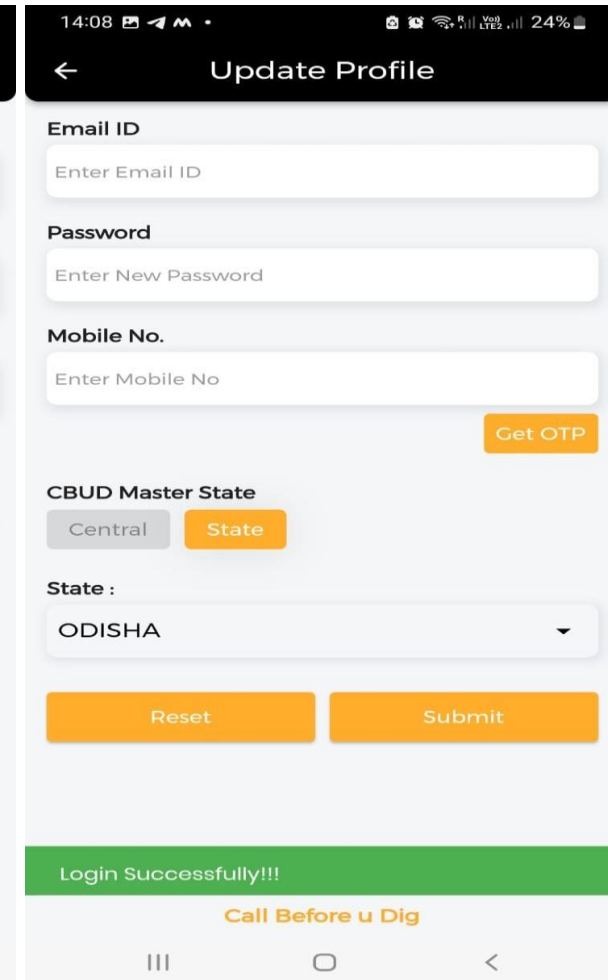 14:08 24%
Update Profile
Email ID
Enter Email ID
Password
Enter New Password
Mobile No.
Enter Mobile No
Get OTP
CBUD Master State
Central State
State :
ODISHA
Reset Submit
Login Successfully!!!
Call Before u Dig